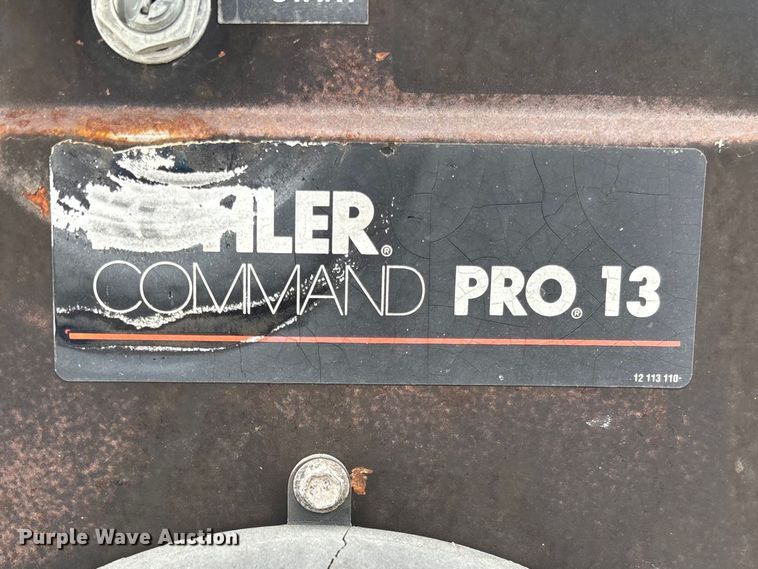 HLER®
COMMAND PRO® 13
12 113 110-
Purple Wave Auction